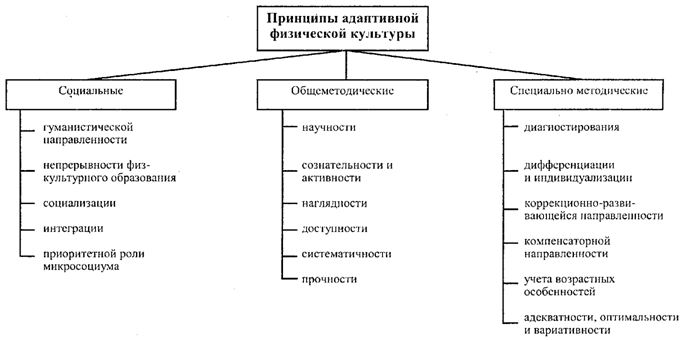 Принципы адаптивной
физической культуры
Социальные
гуманистической
направленности
непрерывности физ-
культурного образования
социализации
интеграции
приоритетной роли
микросоциума
Общеметодические
научности
сознательности и
активности
наглядности
доступности
систематичности
прочности
Специально методические
диагностирования
дифференциации
и индивидуализации
коррекционно-разви-
вающейся направленности
компенсаторной
направленности
учета возрастных
особенностей
адекватности, оптимальности
и вариативности